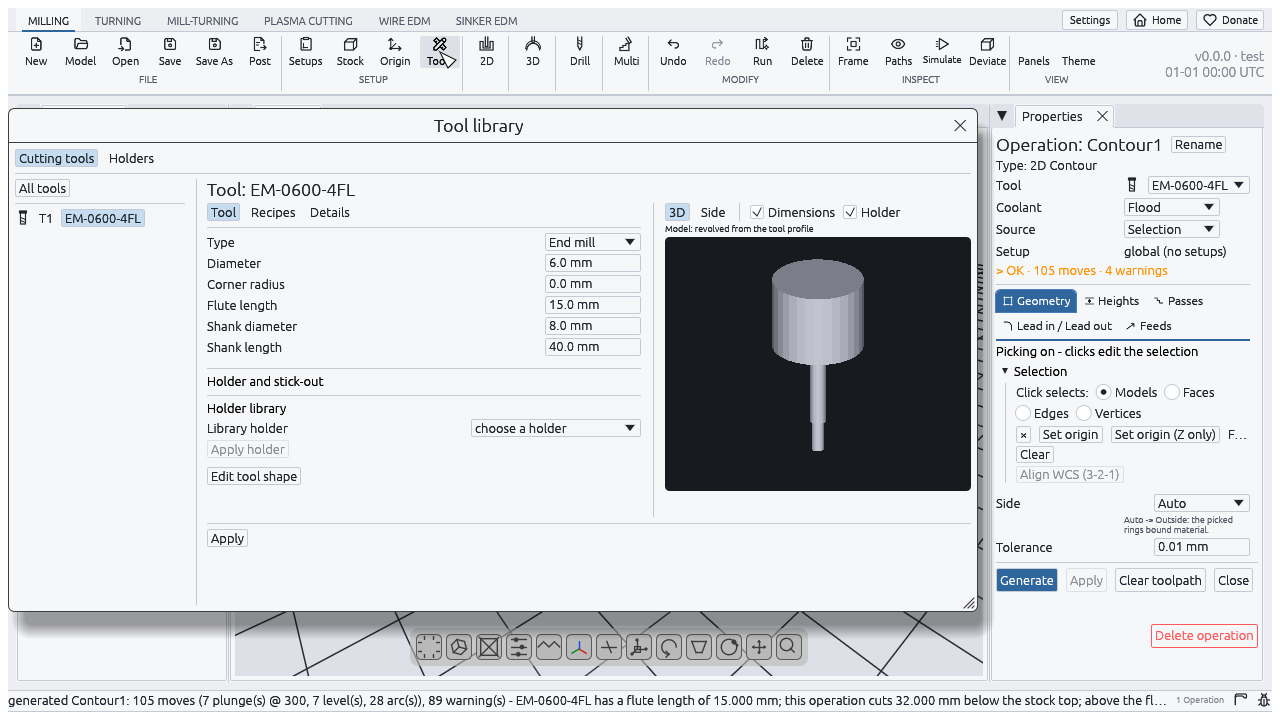 MILLING TURNING MILL-TURNING PLASMA CUTTING WIRE EDM SINKER EDM Settings Home Donate
New Model Open Save Save As Post Setups Stock Origin 2D 3D Drill Multi Undo Redo Run Delete Frame Paths Simulate Deviate Panels Theme
FILE SETUP MODIFY INSPECT VIEW
v0.0.0 · test
01-01 00:00 UTC
Tool library
Cutting tools Holders
All tools
T1 EM-0600-4FL
Tool: EM-0600-4FL
Tool Recipes Details
Type End mill
Diameter 6.0 mm
Corner radius 0.0 mm
Flute length 15.0 mm
Shank diameter 8.0 mm
Shank length 40.0 mm
Holder and stick-out
Holder library
Library holder choose a holder
Apply holder
Edit tool shape
Apply
3D Side Dimensions Holder
Model: revolved from the tool profile
Properties
Operation: Contour1 Rename
Type: 2D Contour
Tool EM-0600-4FL
Coolant Flood
Source Selection
Setup global (no setups)
> OK · 105 moves · 4 warnings
Geometry Heights Passes
Lead in / Lead out Feeds
Picking on - clicks edit the selection
Selection
Click selects: Models Faces
Edges Vertices
× Set origin Set origin (Z only) F...
Clear
Align WCS (3-2-1)
Side Auto
Auto -> Outside: the picked
rings bound material.
Tolerance 0.01 mm
Generate Apply Clear toolpath Close
Delete operation
generated Contour1: 105 moves (7 plunge(s) @ 300, 7 level(s), 28 arc(s)), 89 warning(s) - EM-0600-4FL has a flute length of 15.000 mm; this operation cuts 32.000 mm below the stock top; above the fl... 1 Operation